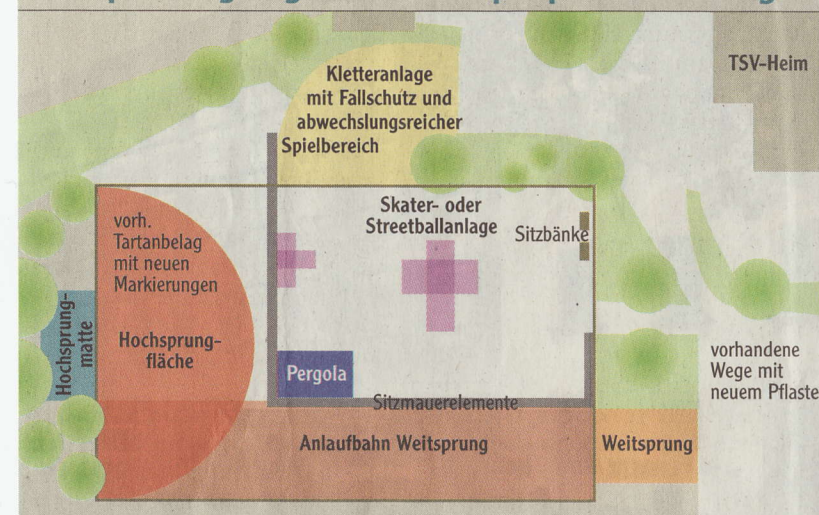 TSV-Heim
Kletteranlage
mit Fallschutz und
abwechslungsreicher
Spielbereich
Skater- oder
Streetballanlage
Sitzbänke
vorh.
Tartanbelag
mit neuen
Markierungen
Hochsprung-
matte
Hochsprung-
fläche
Pergola
Sitzmauerelemente
vorhandene
Wege mit
neuem Pflaste
Anlaufbahn Weitsprung
Weitsprung